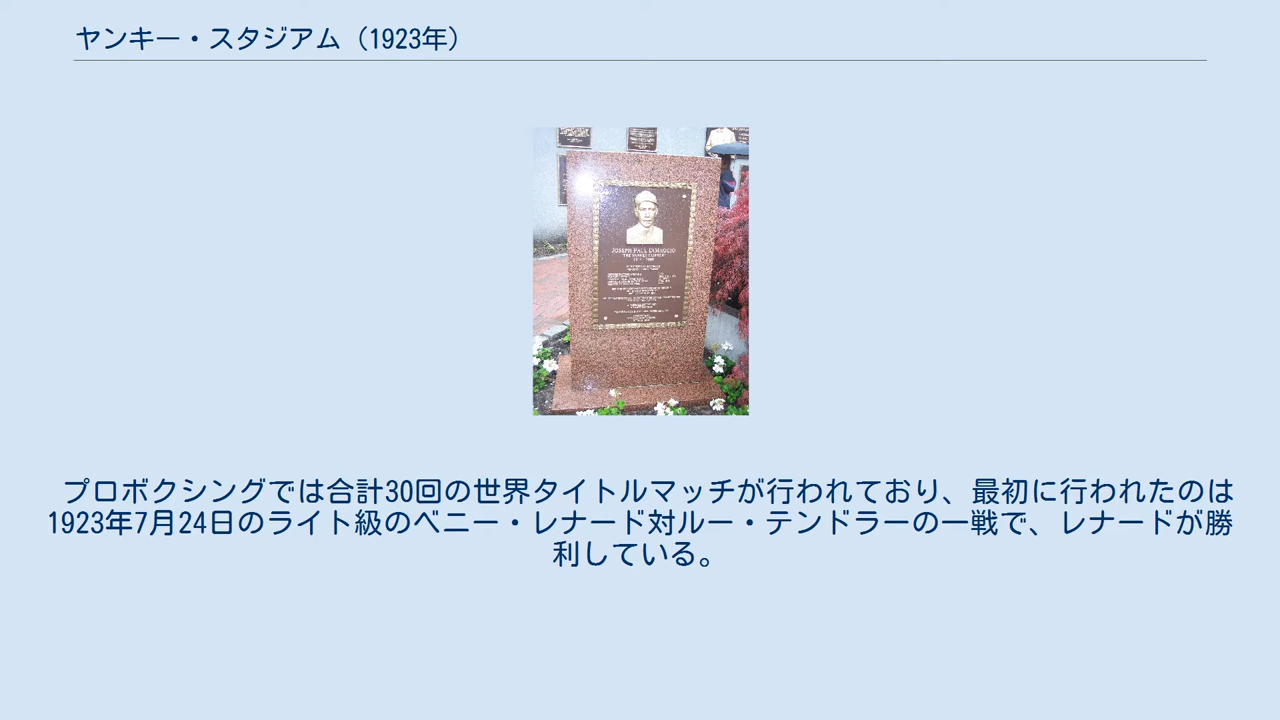 ヤンキー・スタジアム（1923年）
JOSEPH PAUL DiMAGGIO
"THE YANKEE CLIPPER"
プロボクシングでは合計30回の世界タイトルマッチが行われており、最初に行われたのは
1923年7月24日のライト級のベニー・レナード対ルー・テンドラーの一戦で、レナードが勝
利している。